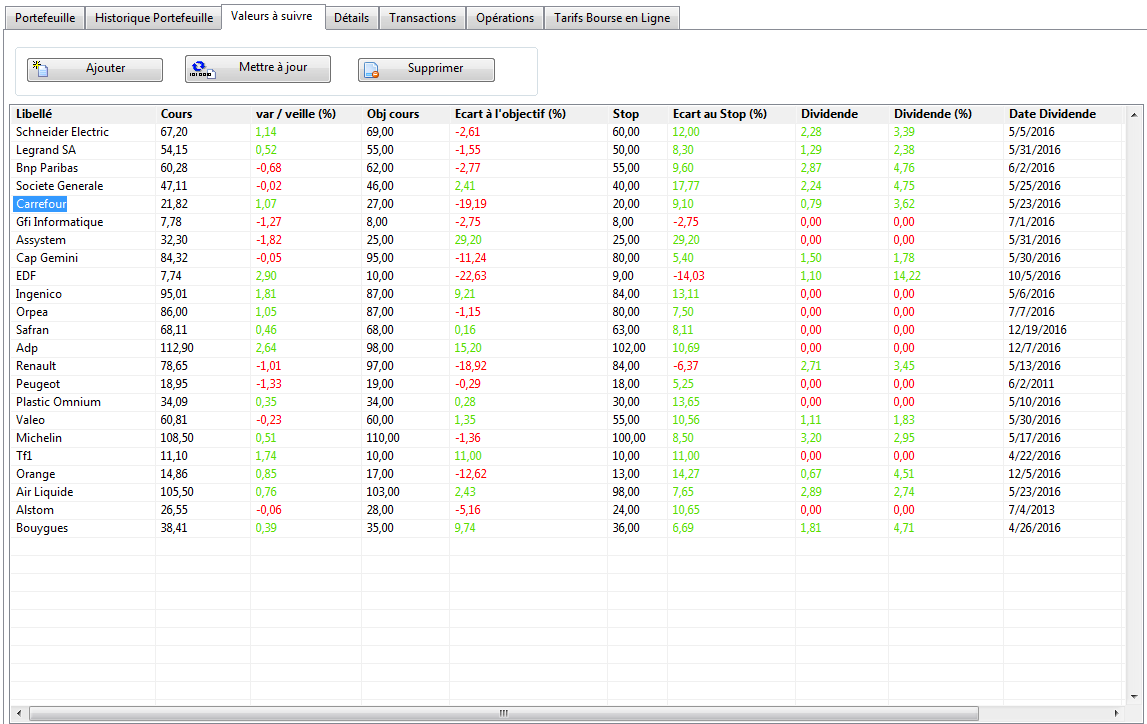 Portefeuille Historique Portefeuille Valeurs à suivre Détails Transactions Opérations Tarifs Bourse en Ligne
Ajouter Mettre à jour Supprimer
Libellé Cours var / veille (%) Obj cours Ecart à l'objectif (%) Stop Ecart au Stop (%) Dividende Dividende (%) Date Dividende
Schneider Electric 67,20 1,14 69,00 -2,61 60,00 12,00 2,28 3,39 5/5/2016
Legrand SA 54,15 0,52 55,00 -1,55 50,00 8,30 1,29 2,38 5/31/2016
Bnp Paribas 60,28 -0,68 62,00 -2,77 55,00 9,60 2,87 4,76 6/2/2016
Societe Generale 47,11 -0,02 46,00 2,41 40,00 17,77 2,24 4,75 5/25/2016
Carrefour 21,82 1,07 27,00 -19,19 20,00 9,10 0,79 3,62 5/23/2016
Gfi Informatique 7,78 -1,27 8,00 -2,75 8,00 -2,75 0,00 0,00 7/1/2016
Assystem 32,30 -1,82 25,00 29,20 25,00 29,20 0,00 0,00 5/31/2016
Cap Gemini 84,32 -0,05 95,00 -11,24 80,00 5,40 1,50 1,78 5/30/2016
EDF 7,74 2,90 10,00 -22,63 9,00 -14,03 1,10 14,22 10/5/2016
Ingenico 95,01 1,81 87,00 9,21 84,00 13,11 0,00 0,00 5/6/2016
Orpea 86,00 1,05 87,00 -1,15 80,00 7,50 0,00 0,00 7/7/2016
Safran 68,11 0,46 68,00 0,16 63,00 8,11 0,00 0,00 12/19/2016
Adp 112,90 2,64 98,00 15,20 102,00 10,69 0,00 0,00 12/7/2016
Renault 78,65 -1,01 97,00 -18,92 84,00 -6,37 2,71 3,45 5/13/2016
Peugeot 18,95 -1,33 19,00 -0,29 18,00 5,25 0,00 0,00 6/2/2011
Plastic Omnium 34,09 0,35 34,00 0,28 30,00 13,65 0,00 0,00 5/10/2016
Valeo 60,81 -0,23 60,00 1,35 55,00 10,56 1,11 1,83 5/30/2016
Michelin 108,50 0,51 110,00 -1,36 100,00 8,50 3,20 2,95 5/17/2016
Tf1 11,10 1,74 10,00 11,00 10,00 11,00 0,00 0,00 4/22/2016
Orange 14,86 0,85 17,00 -12,62 13,00 14,27 0,67 4,51 12/5/2016
Air Liquide 105,50 0,76 103,00 2,43 98,00 7,65 2,89 2,74 5/23/2016
Alstom 26,55 -0,06 28,00 -5,16 24,00 10,65 0,00 0,00 7/4/2013
Bouygues 38,41 0,39 35,00 9,74 36,00 6,69 1,81 4,71 4/26/2016